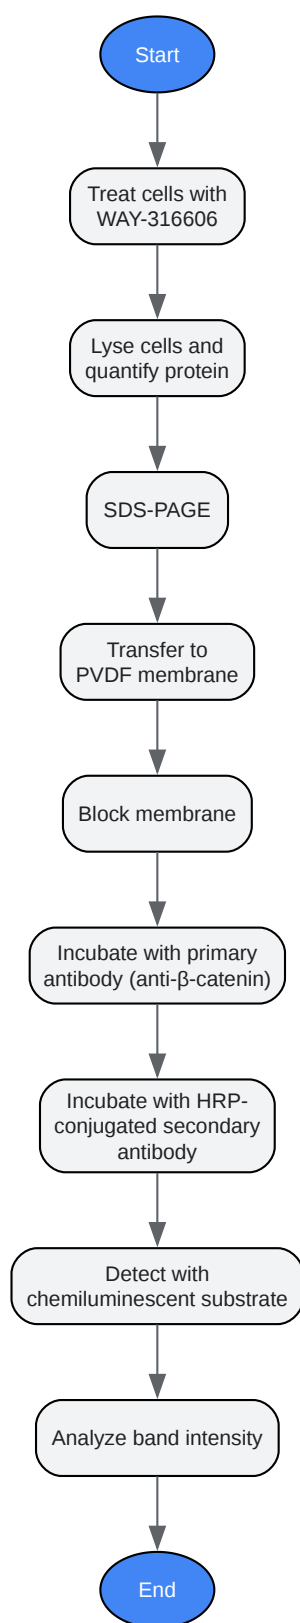 Start
Treat cells with
WAY-316606
Lyse cells and
quantify protein
SDS-PAGE
Transfer to
PVDF membrane
Block membrane
Incubate with primary
antibody (anti-β-catenin)
Incubate with HRP-
conjugated secondary
antibody
Detect with
chemiluminescent substrate
Analyze band intensity
End